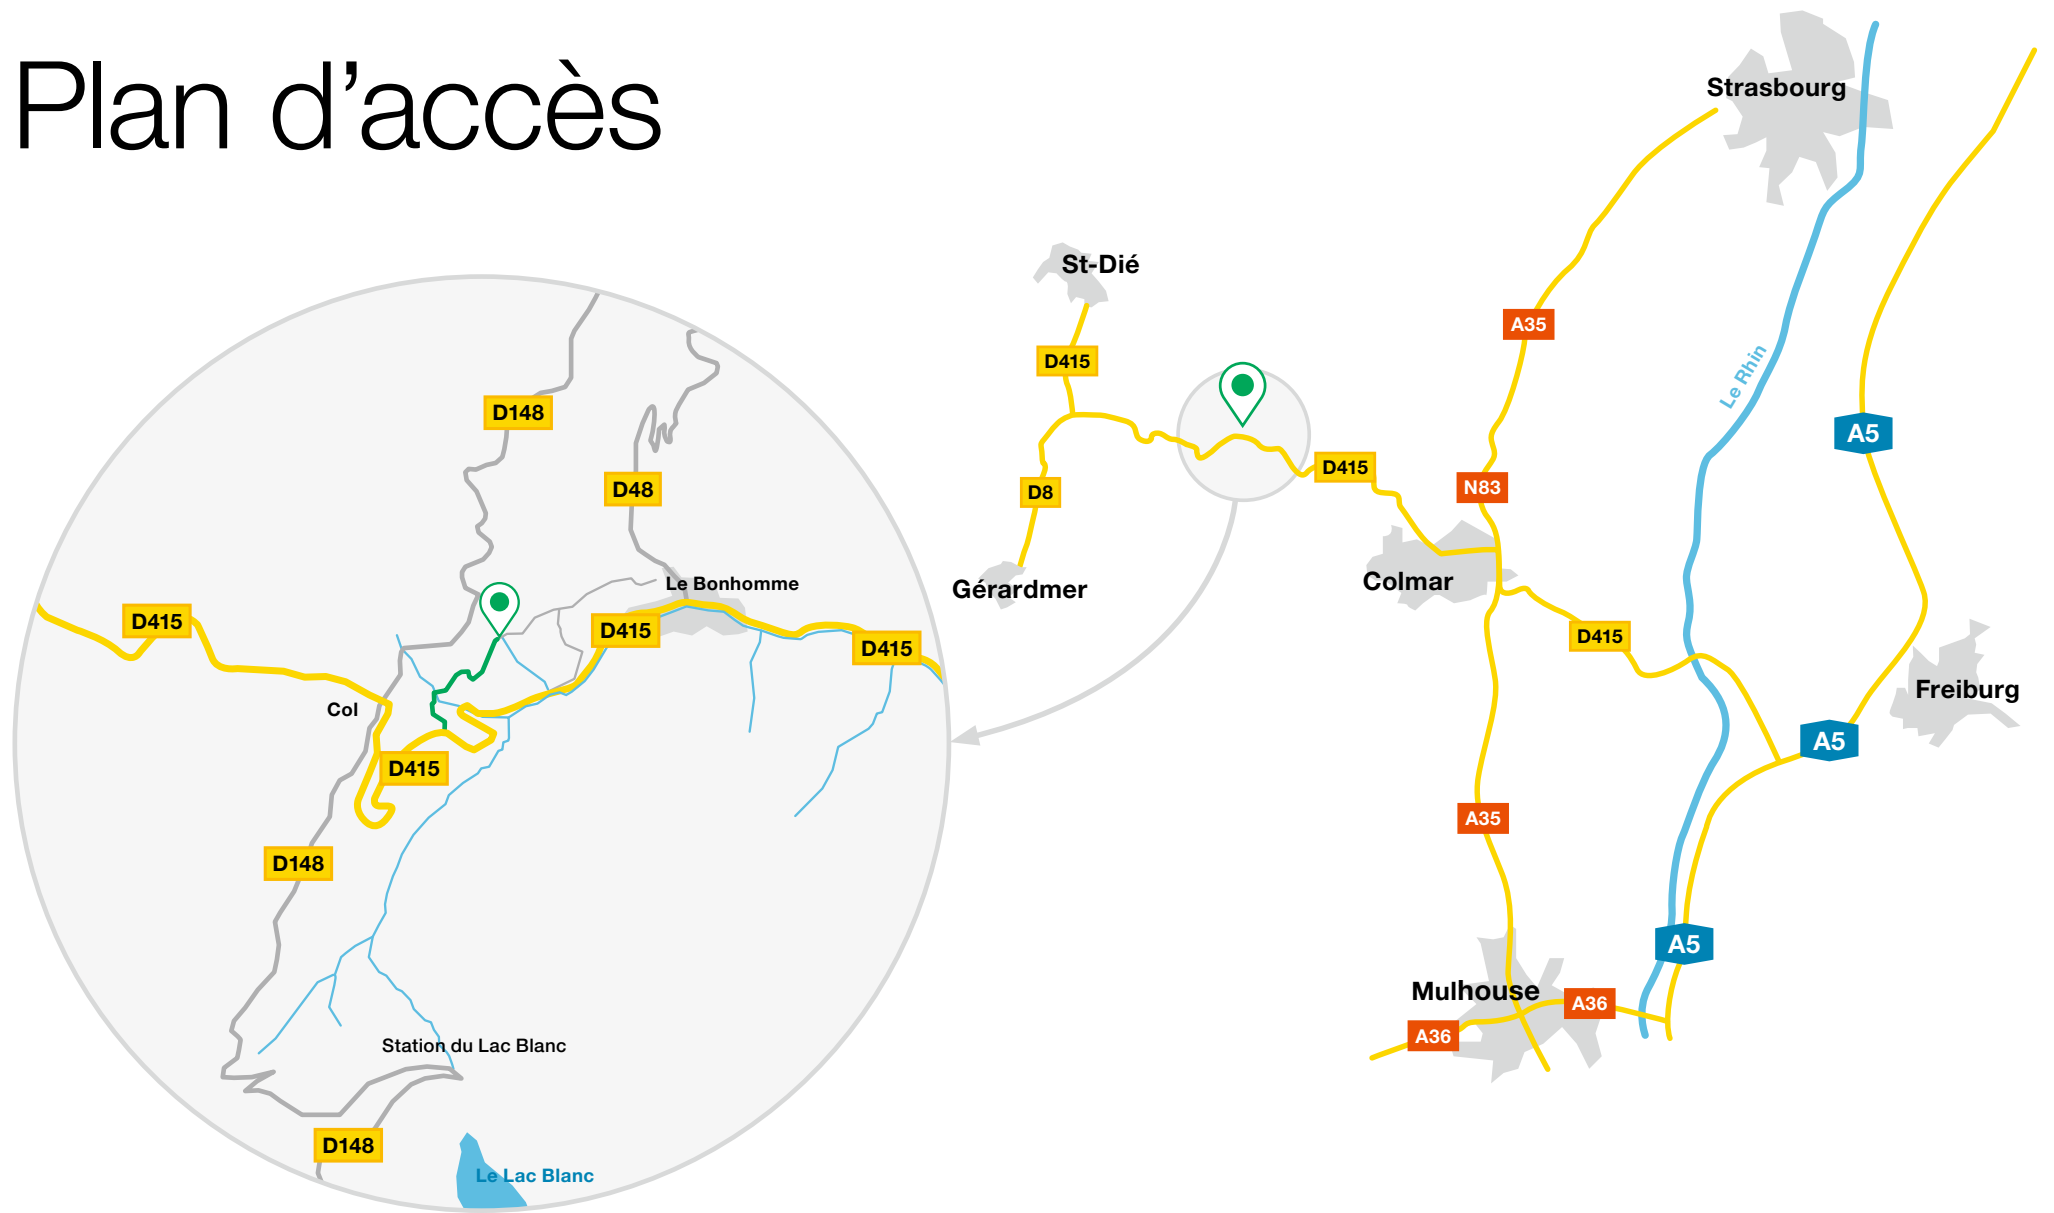 Plan d’accès
Strasbourg
St-Dié
A35
Le Rhin
D415
D148
A5
D415
N83
D48
D8
Colmar
Le Bonhomme
Gérardmer
D415
D415
D415
D415
Freiburg
Col
A5
D415
A35
D148
A5
Mulhouse
A36
A36
Station du Lac Blanc
D148
Le Lac Blanc